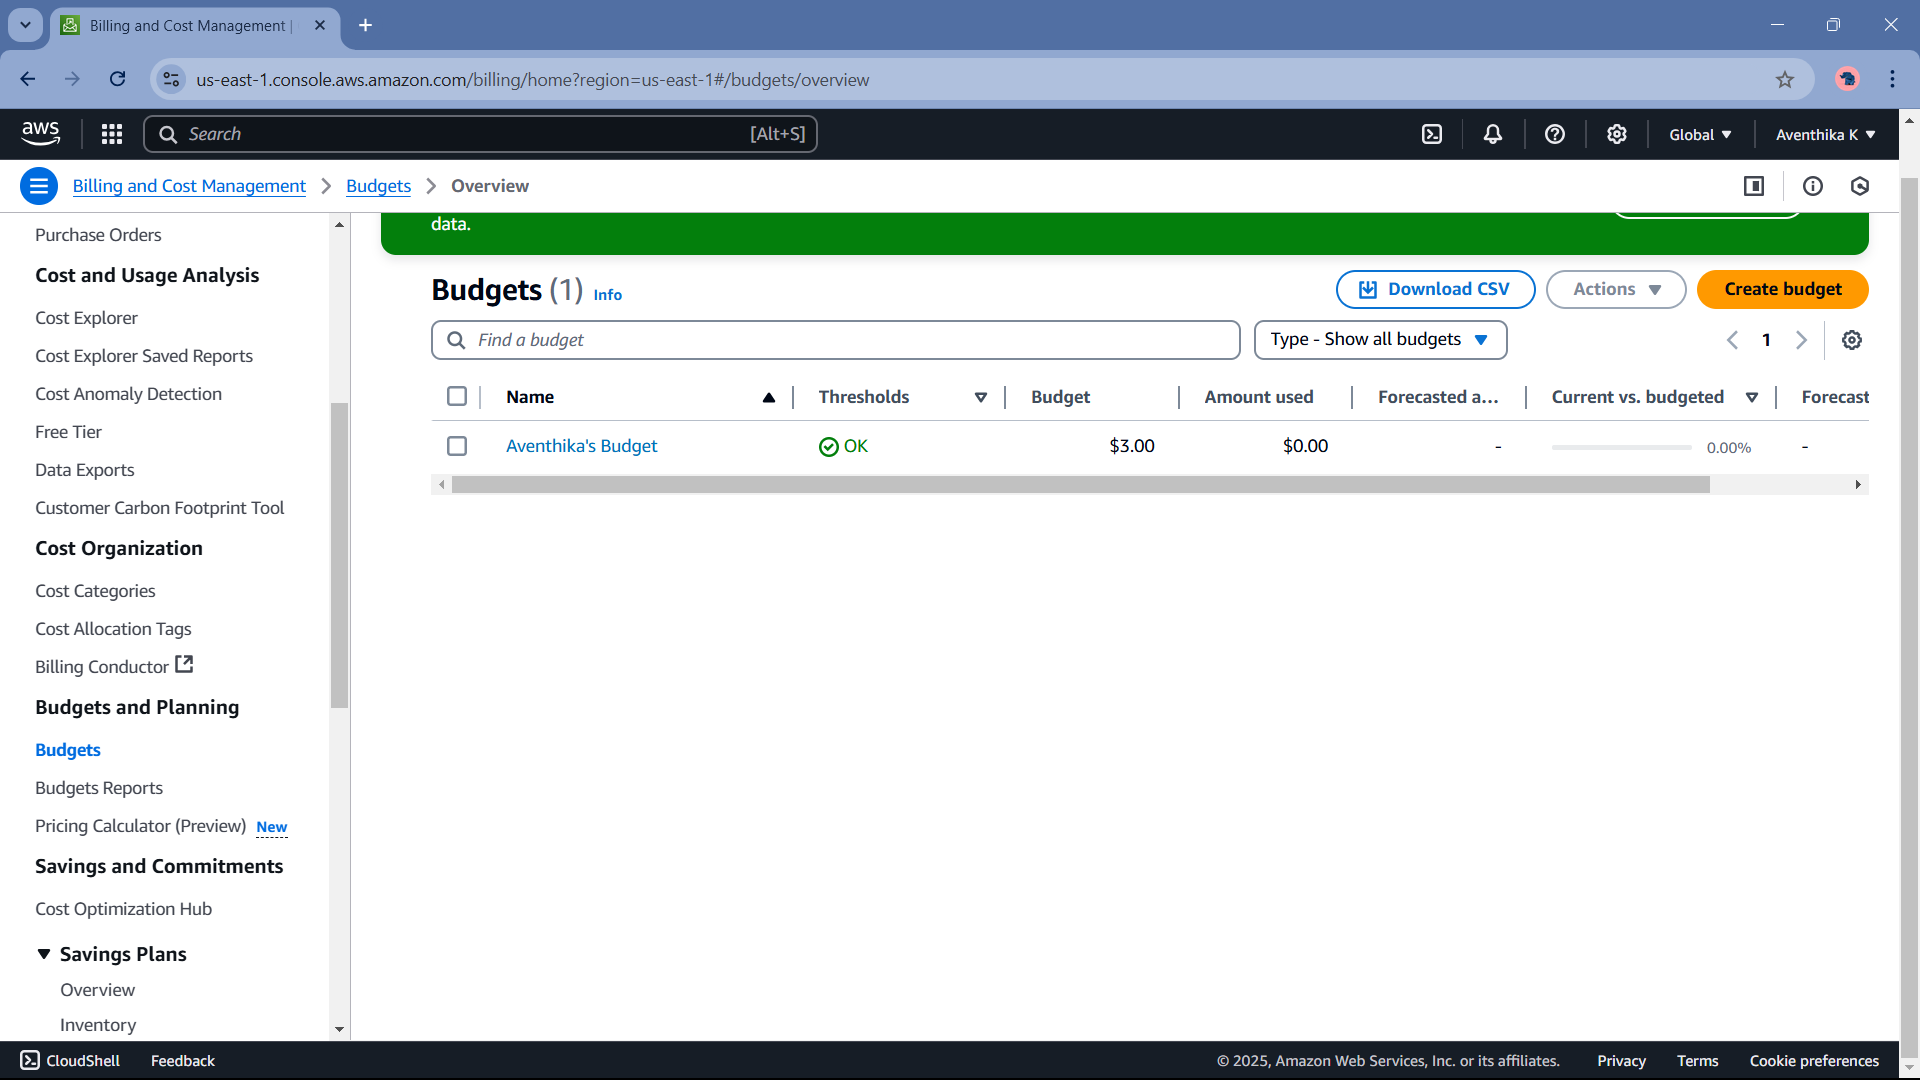 Billing and Cost Management |
us-east-1.console.aws.amazon.com/billing/home?region=us-east-1#/budgets/overview
aws
Search
[Alt+S]
Global
Aventhika K
Billing and Cost Management
Budgets
Overview
Purchase Orders
Cost and Usage Analysis
Cost Explorer
Cost Explorer Saved Reports
Cost Anomaly Detection
Free Tier
Data Exports
Customer Carbon Footprint Tool
Cost Organization
Cost Categories
Cost Allocation Tags
Billing Conductor
Budgets and Planning
Budgets
Budgets Reports
Pricing Calculator (Preview) New
Savings and Commitments
Cost Optimization Hub
Savings Plans
Overview
Inventory
data.
Budgets (1) Info
Download CSV
Actions
Create budget
Find a budget
Type - Show all budgets
1
Name Thresholds Budget Amount used Forecasted a... Current vs. budgeted Forecast
Aventhika's Budget OK $3.00 $0.00 - 0.00% -
CloudShell
Feedback
© 2025, Amazon Web Services, Inc. or its affiliates.
Privacy
Terms
Cookie preferences